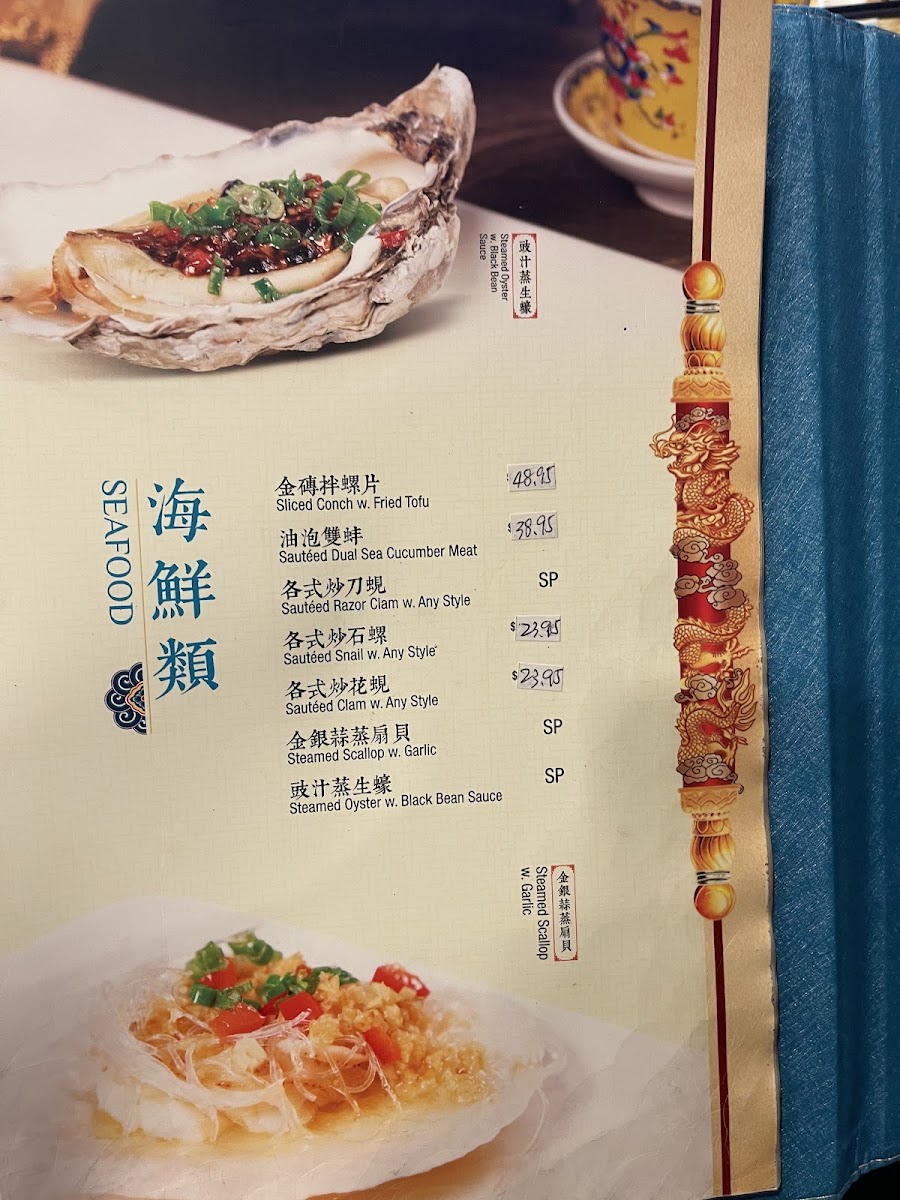 豉汁蒸生蠔
Steamed Oyster
w. Black Bean
Sauce
海鮮類
SEAFOOD
金磚拌螺片 $48.95
Sliced Conch w. Fried Tofu
油泡雙蚌 $38.95
Sautéed Dual Sea Cucumber Meat
各式炒刀蜆 SP
Sautéed Razor Clam w. Any Style
各式炒石螺 $23.95
Sautéed Snail w. Any Style
各式炒花蜆 $23.95
Sautéed Clam w. Any Style
金銀蒜蒸扇貝 SP
Steamed Scallop w. Garlic
豉汁蒸生蠔 SP
Steamed Oyster w. Black Bean Sauce
金銀蒜蒸扇貝
Steamed Scallop
w. Garlic